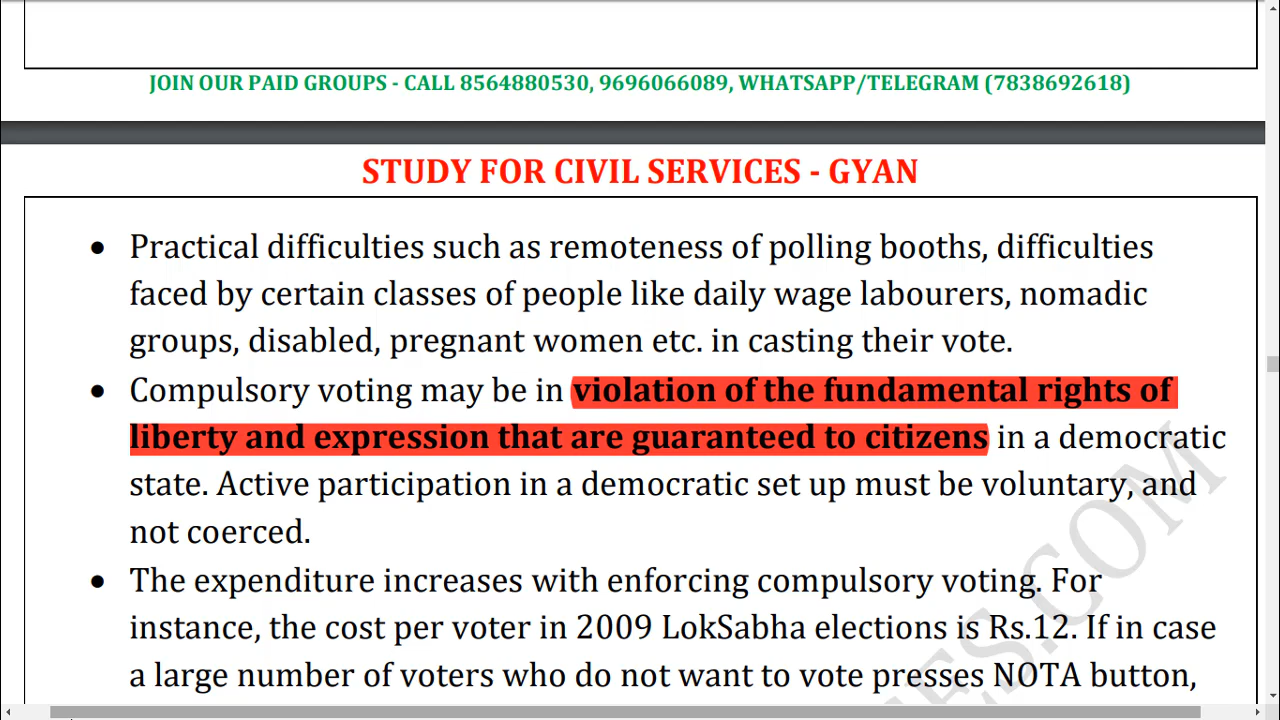 JOIN OUR PAID GROUPS - CALL 8564880530, 9696066089, WHATSAPP/TELEGRAM (7838692618)
STUDY FOR CIVIL SERVICES - GYAN
• Practical difficulties such as remoteness of polling booths, difficulties
faced by certain classes of people like daily wage labourers, nomadic
groups, disabled, pregnant women etc. in casting their vote.
• Compulsory voting may be in violation of the fundamental rights of
liberty and expression that are guaranteed to citizens in a democratic
state. Active participation in a democratic set up must be voluntary, and
not coerced.
• The expenditure increases with enforcing compulsory voting. For
instance, the cost per voter in 2009 LokSabha elections is Rs.12. If in case
a large number of voters who do not want to vote presses NOTA button,
ES.COM